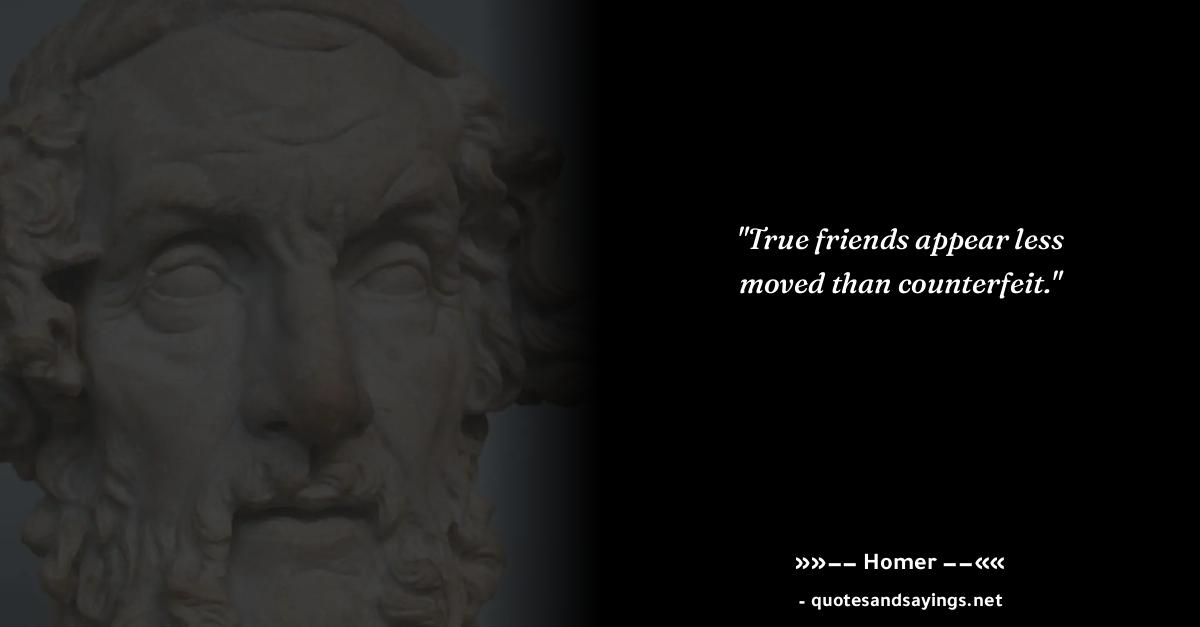 "True friends appear less
moved than counterfeit."
»»−− Homer −−««
- quotesandsayings.net